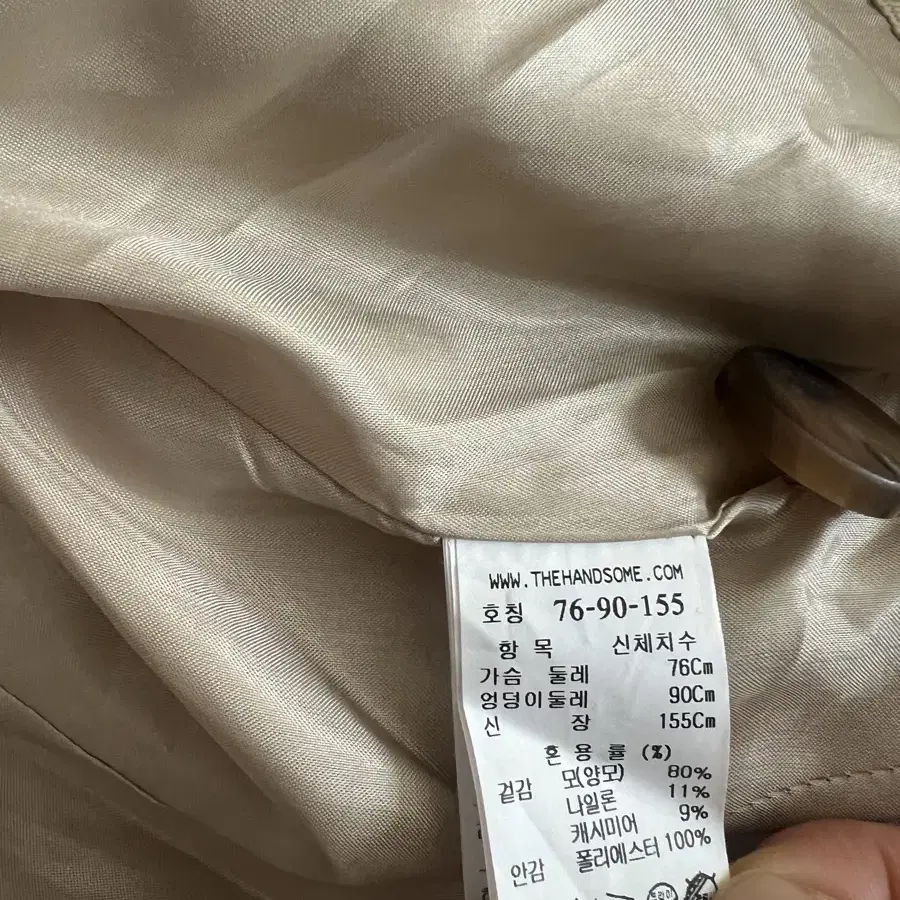 WWW.THEHANDSOME.COM
호칭 76-90-155
항 목 신체치수
가슴 둘레 76Cm
엉덩이둘레 90Cm
신 장 155Cm
혼 용 률 (%)
겉감 모(양모) 80%
나일론 11%
캐시미어 9%
안감 폴리에스터 100%